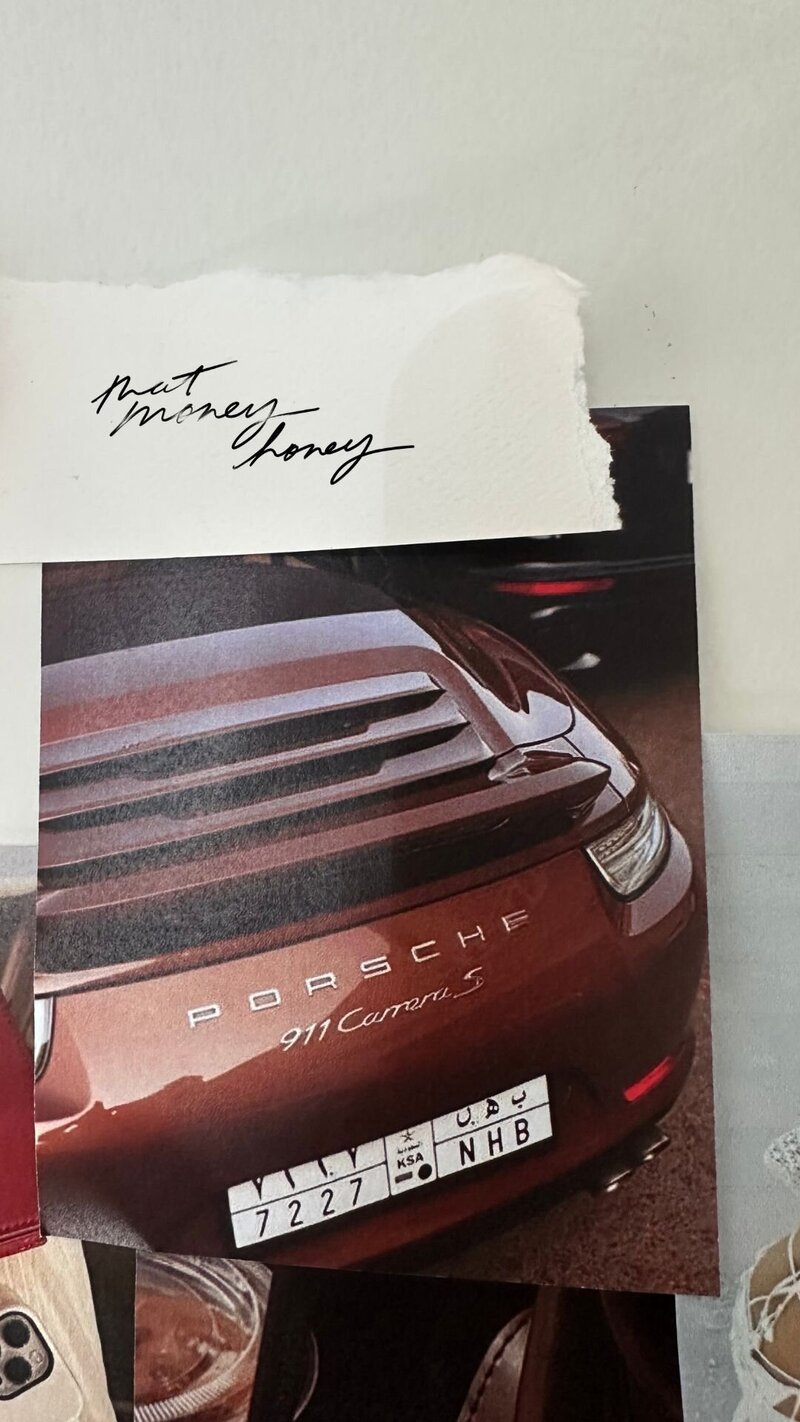 that
money
honey
PORSCHE
911 Carrera S
٧٢٢٧
ب ه ن
KSA
7227
NHB